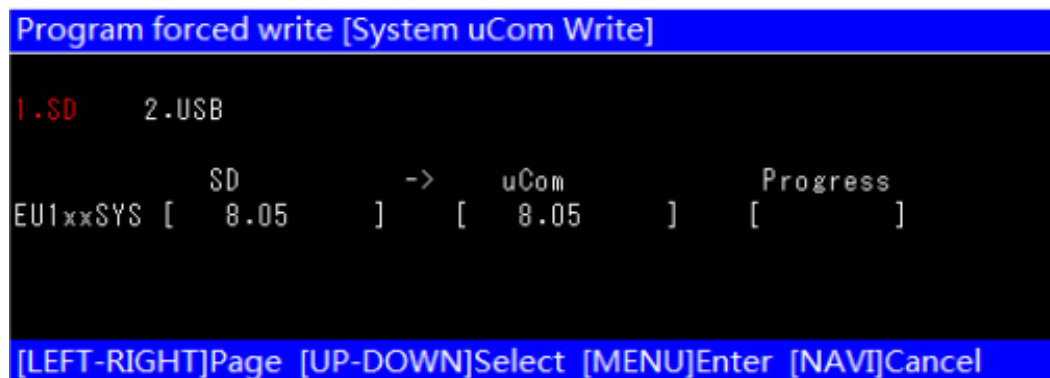 Program forced write [System uCom Write]
1.SD 2.USB
SD -> uCom Progress
EU1xxSYS [ 8.05 ] [ 8.05 ] [ ]
[LEFT-RIGHT]Page [UP-DOWN]Select [MENU]Enter [NAVI]Cancel